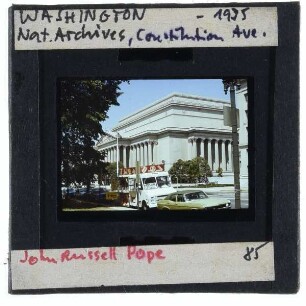 WASHINGTON - 1935
Nat. Archives, Constitution Ave.
John Russell Pope 85